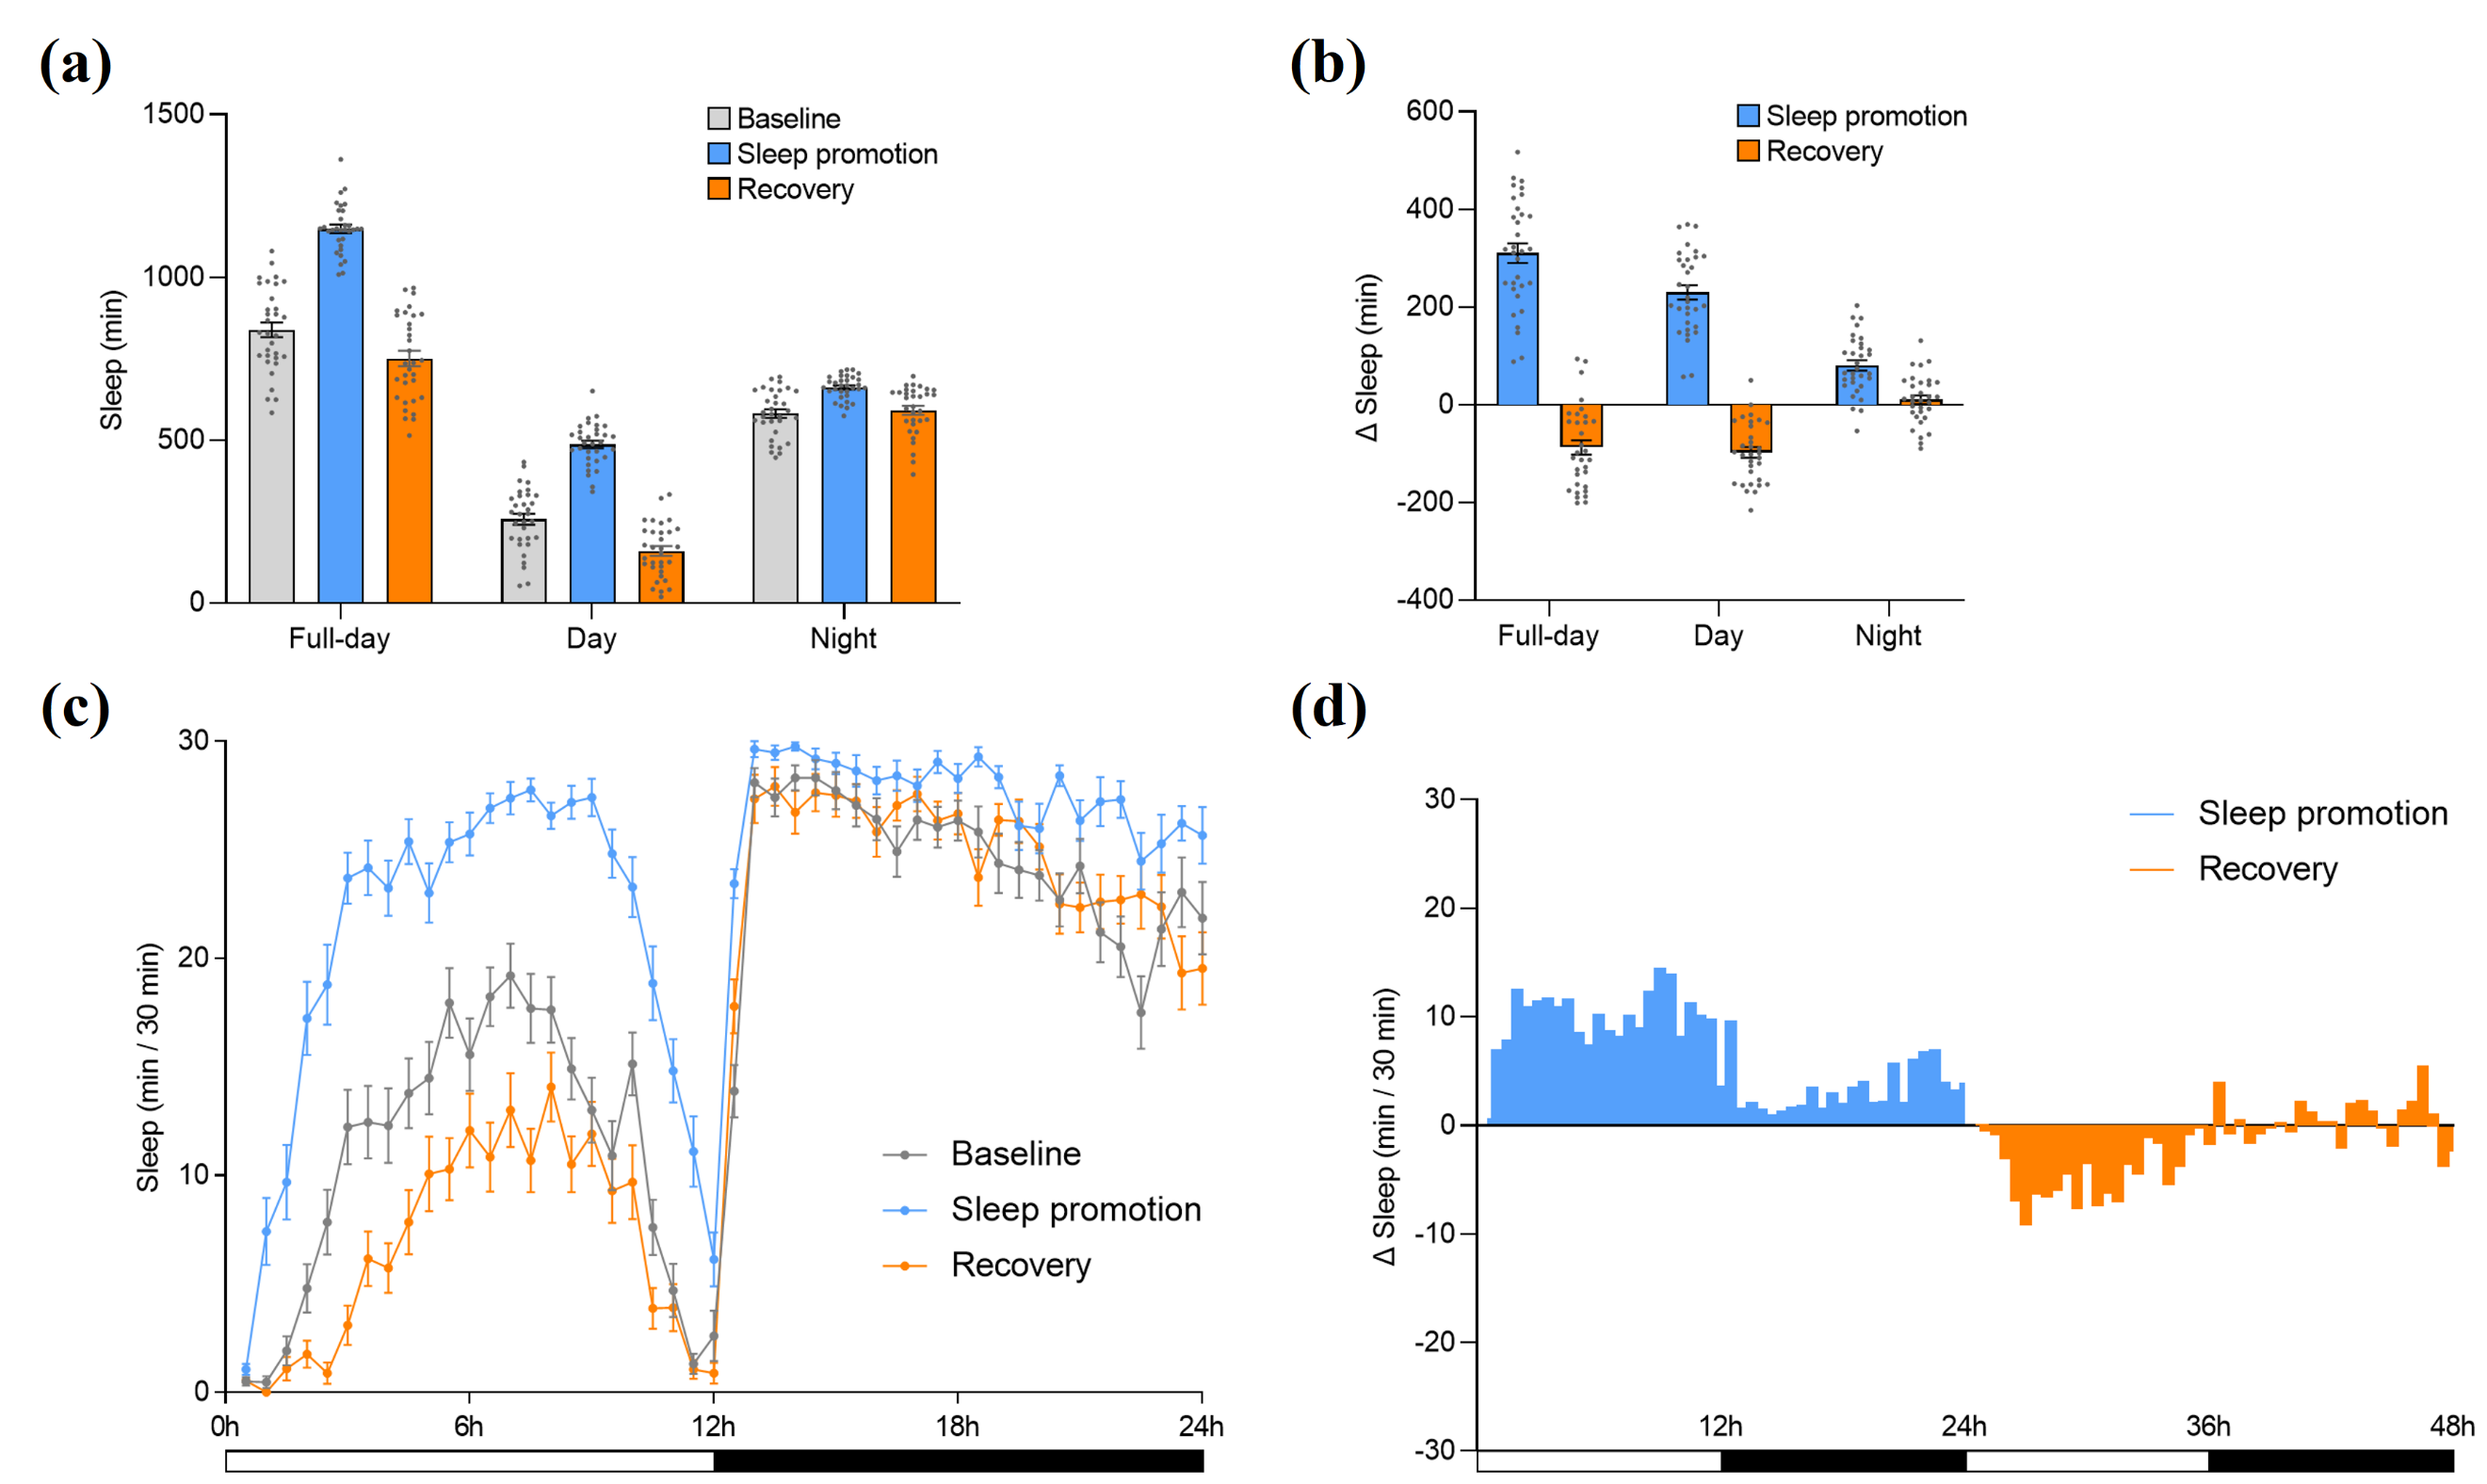 (a)
1500
1000
500
0
Sleep (min)
Baseline
Sleep promotion
Recovery
Full-day
Day
Night
(b)
600
400
200
0
-200
-400
Δ Sleep (min)
Sleep promotion
Recovery
Full-day
Day
Night
(c)
30
20
10
0
Sleep (min / 30 min)
Baseline
Sleep promotion
Recovery
0h
6h
12h
18h
24h
(d)
30
20
10
0
-10
-20
-30
Δ Sleep (min / 30 min)
Sleep promotion
Recovery
12h
24h
36h
48h